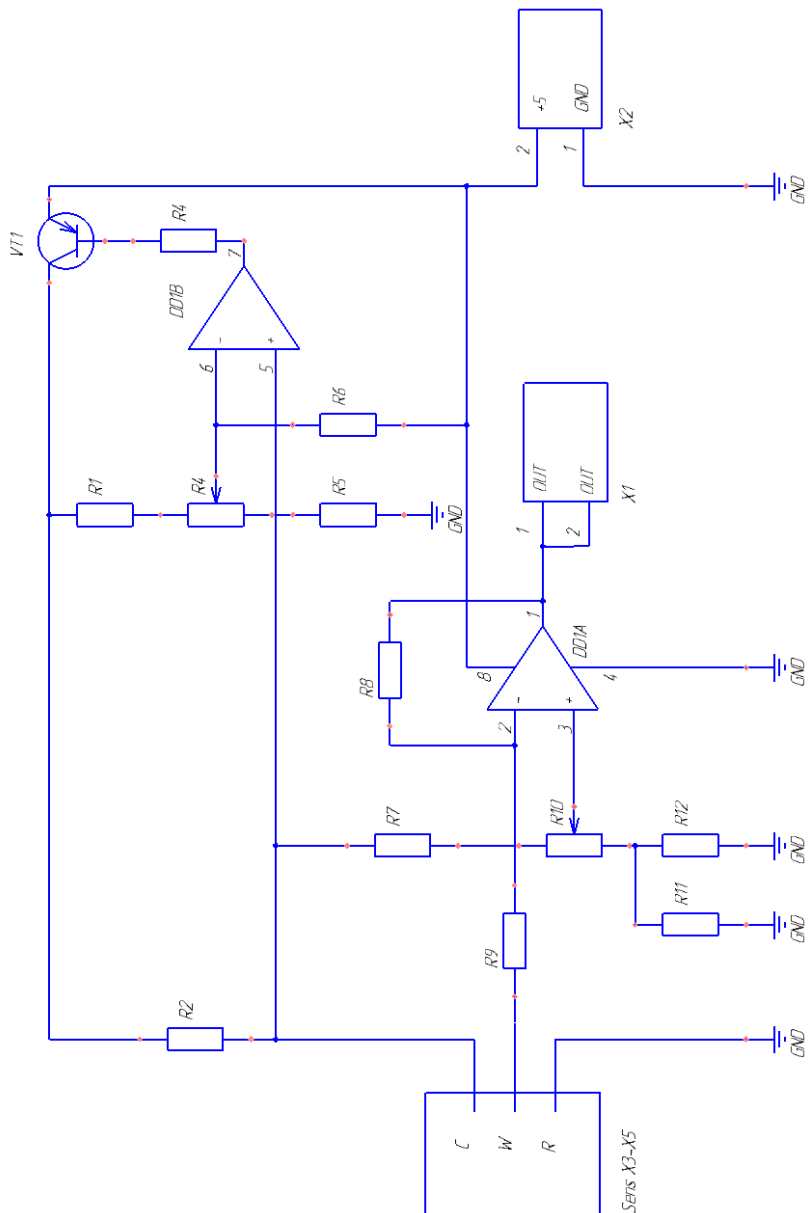 +5
GND
X2
2
1
GND
VT1
R4
7
DD1B
-
+
6
5
R6
OUT
OUT
X1
R1
R4
R5
GND
1
2
1
DD1A
8
4
GND
R8
-
+
2
3
R7
R10
R12
GND
R11
GND
R9
R2
GND
C
W
R
Sens X3-X5